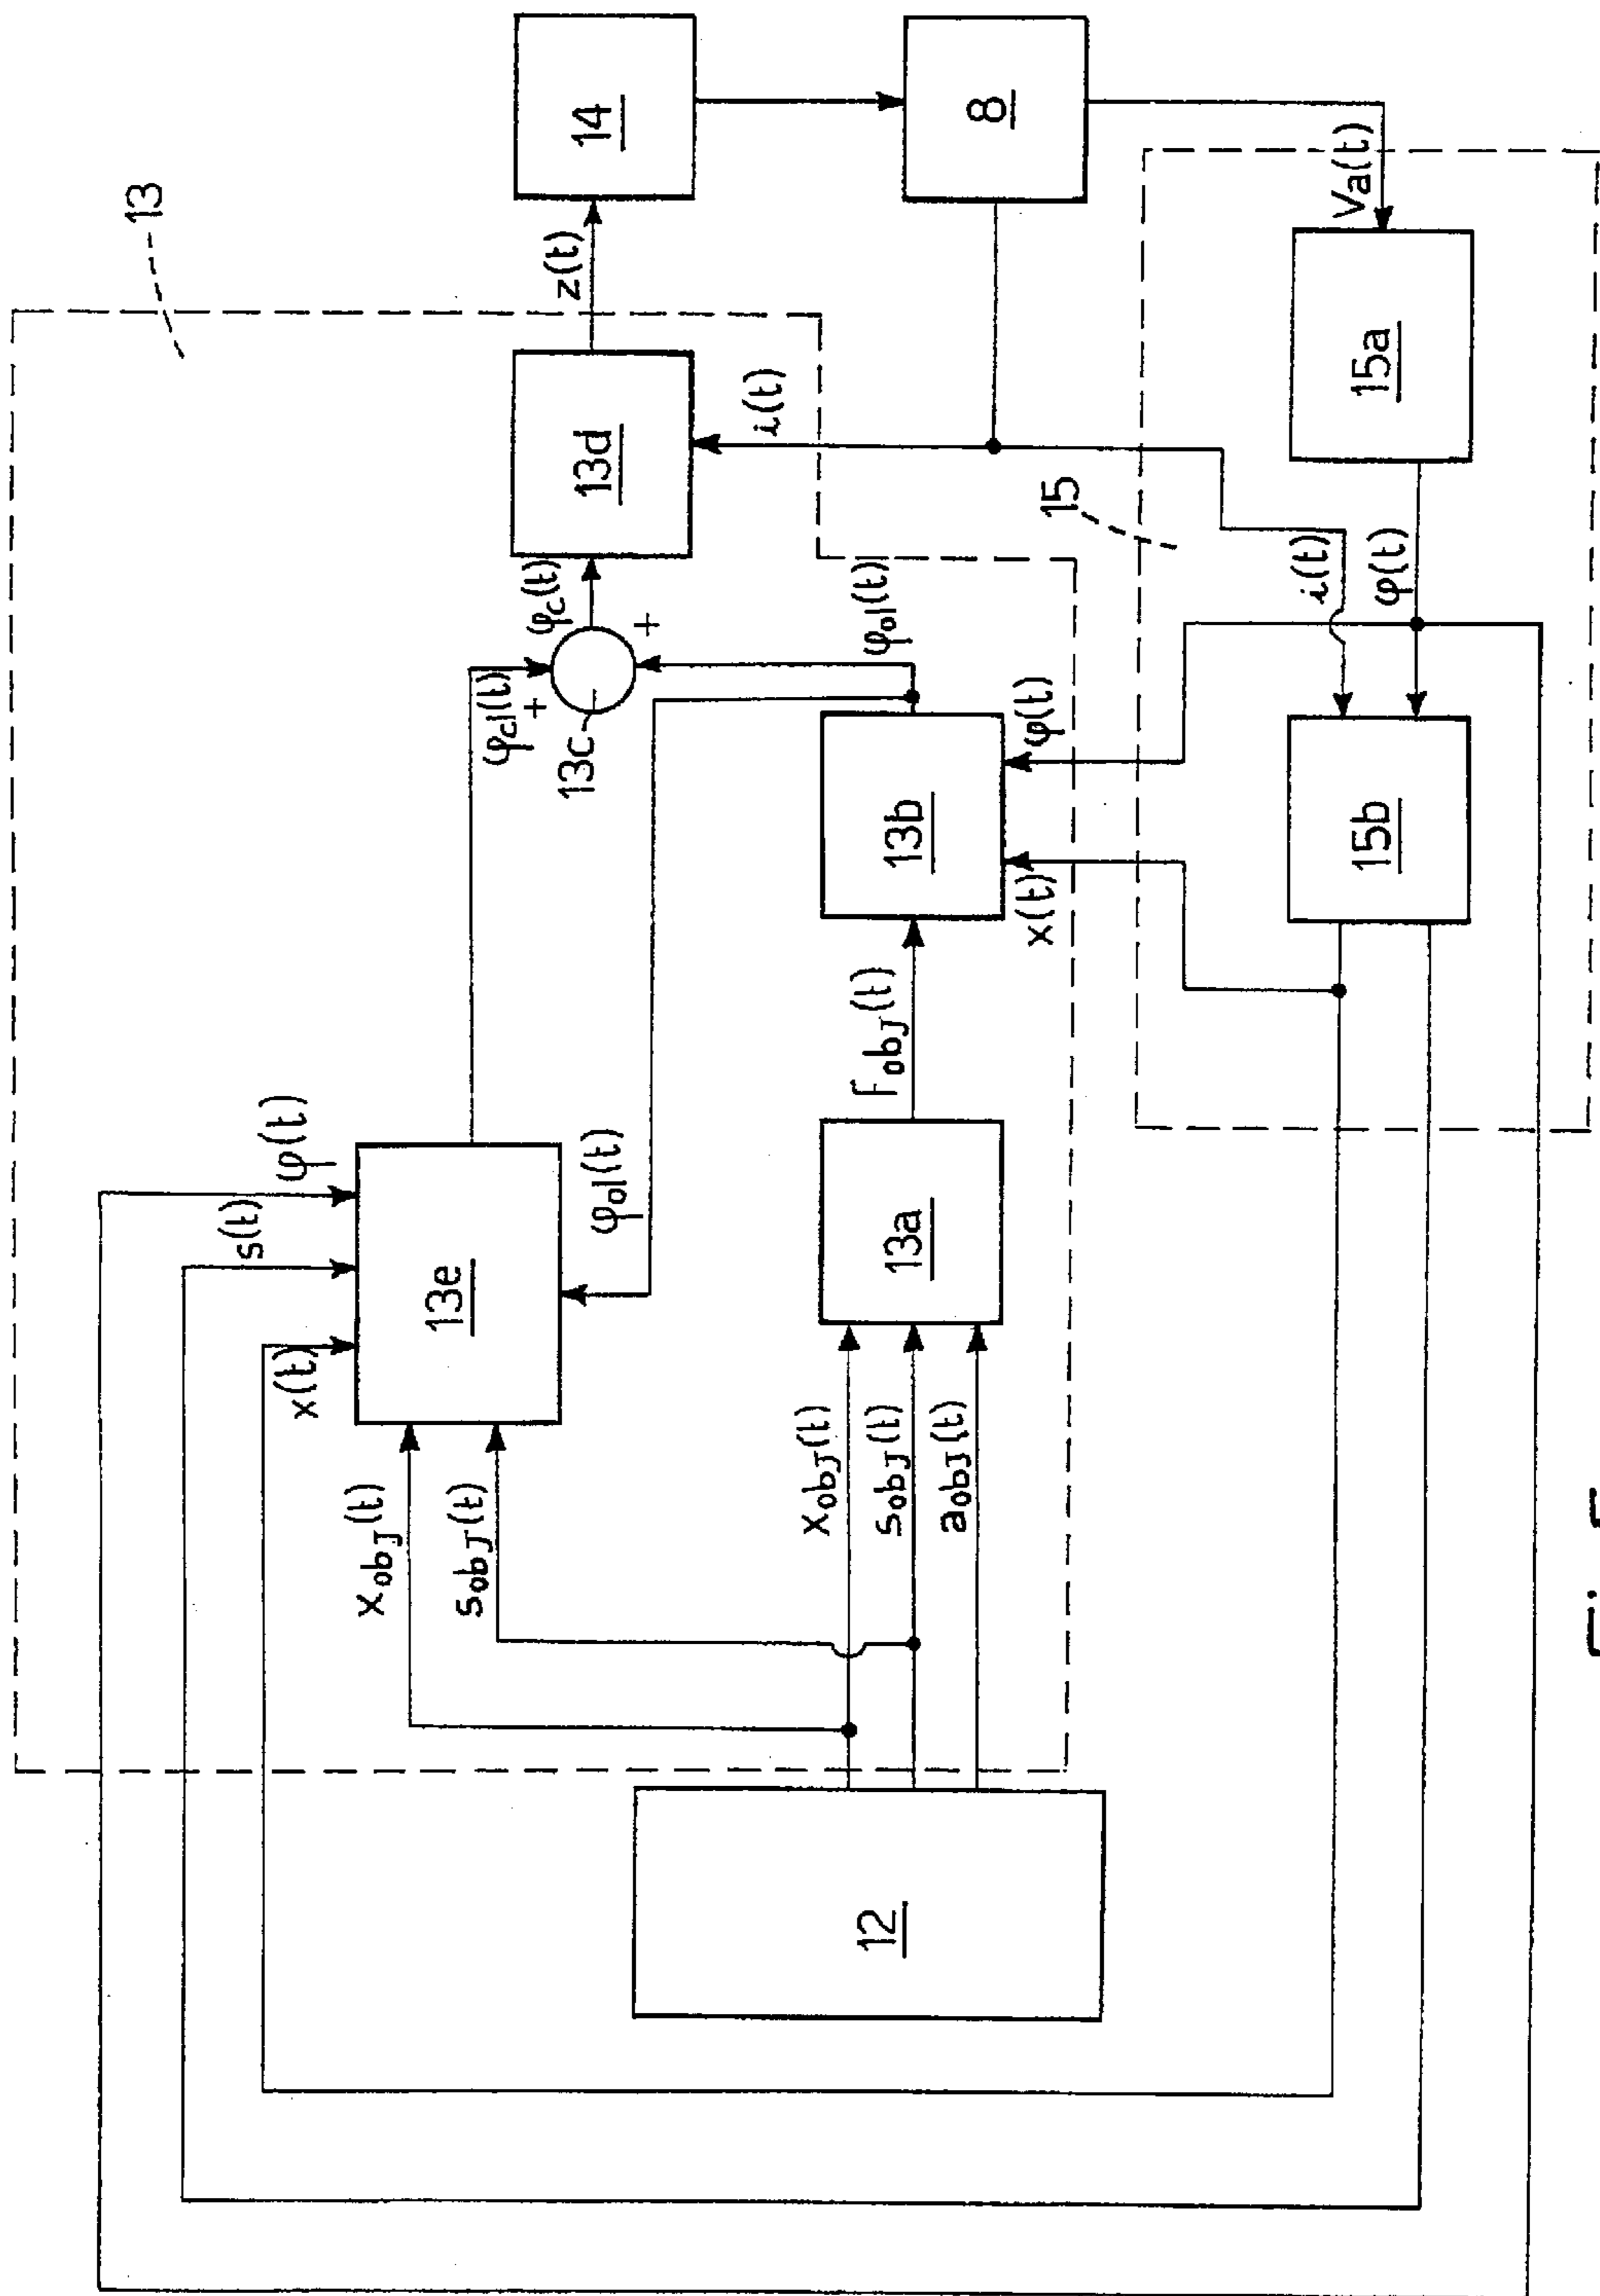 13
φ(t)
s(t)
x(t)
13e
φcl(t)
+
φc(t)
13c
+
13d
z(t)
14
xobJ(t)
sobJ(t)
φol(t)
φol(t)
i(t)
8
12
xobJ(t)
sobJ(t)
aobJ(t)
13a
FobJ(t)
13b
x(t)
φ(t)
15
i(t)
φ(t)
Va(t)
15b
15a